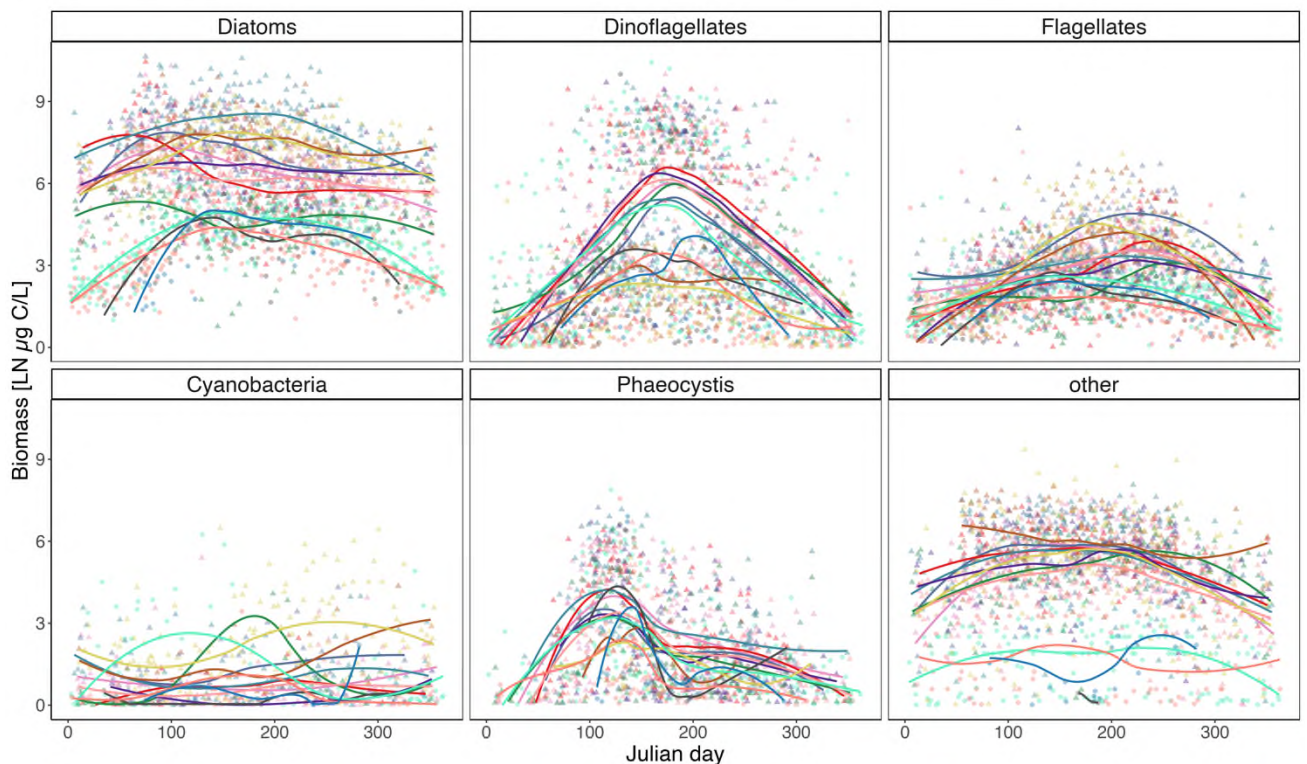 Diatoms
Dinoflagellates
Flagellates
9
6
3
0
Cyanobacteria
Phaeocystis
other
9
6
3
0
Biomass [LN µg C/L]
0
100
200
300
0
100
200
300
0
100
200
300
Julian day